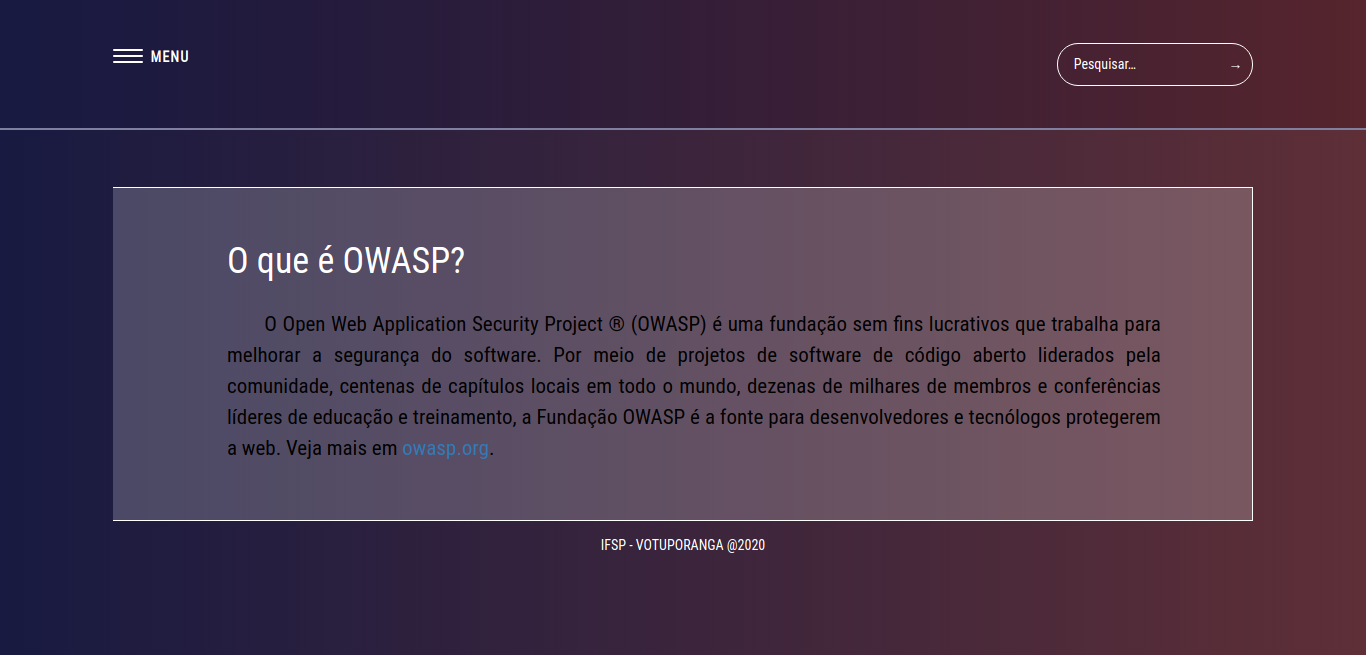 MENU
Pesquisar... →
O que é OWASP?
O Open Web Application Security Project ® (OWASP) é uma fundação sem fins lucrativos que trabalha para
melhorar a segurança do software. Por meio de projetos de software de código aberto liderados pela
comunidade, centenas de capítulos locais em todo o mundo, dezenas de milhares de membros e conferências
líderes de educação e treinamento, a Fundação OWASP é a fonte para desenvolvedores e tecnólogos protegerem
a web. Veja mais em owasp.org.
IFSP - VOTUPORANGA @2020